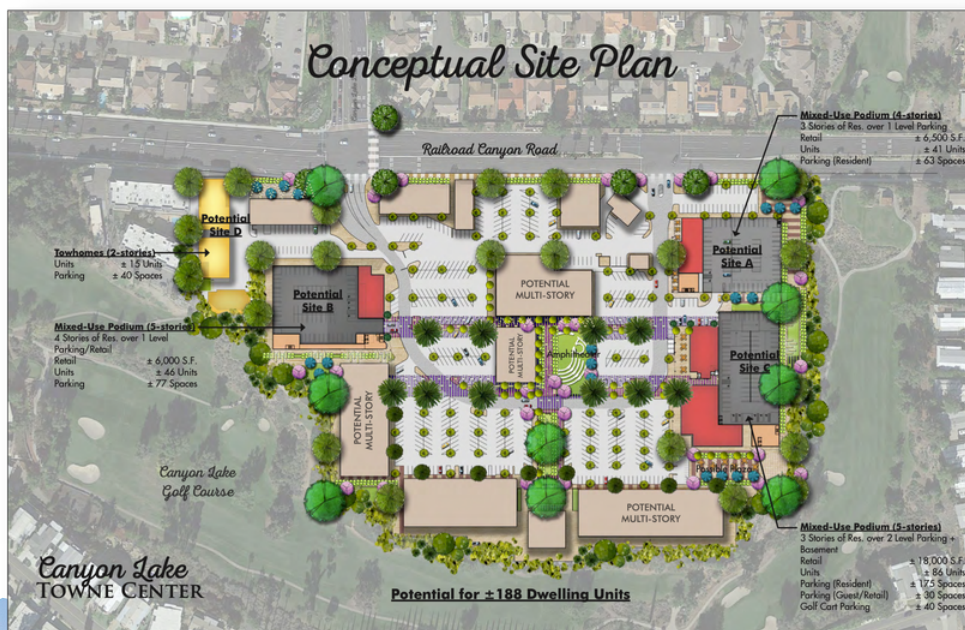 Conceptual Site Plan
Railroad Canyon Road
Mixed-Use Podium (4-stories)
3 Stories of Res. over 1 Level Parking
Retail ± 6,500 S.F.
Units ± 41 Units
Parking (Resident) ± 63 Spaces
Potential
Site D
Towhomes (2-stories)
Units ± 15 Units
Parking ± 40 Spaces
Potential
Site A
Potential
Site B
POTENTIAL
MULTI-STORY
Mixed-Use Podium (5-stories)
4 Stories of Res. over 1 Level
Parking/Retail
Retail ± 6,000 S.F.
Units ± 46 Units
Parking ± 77 Spaces
POTENTIAL
MULTI-STORY
Amphitheater
Potential
Site C
POTENTIAL
MULTI-STORY
Canyon Lake
Golf Course
Possible Plaza
POTENTIAL
MULTI-STORY
Mixed-Use Podium (5-stories)
3 Stories of Res. over 2 Level Parking +
Basement
Retail ± 18,000 S.F.
Units ± 86 Units
Parking (Resident) ± 175 Spaces
Parking (Guest/Retail) ± 30 Spaces
Golf Cart Parking ± 40 Spaces
Canyon Lake
TOWNE CENTER
Potential for ±188 Dwelling Units